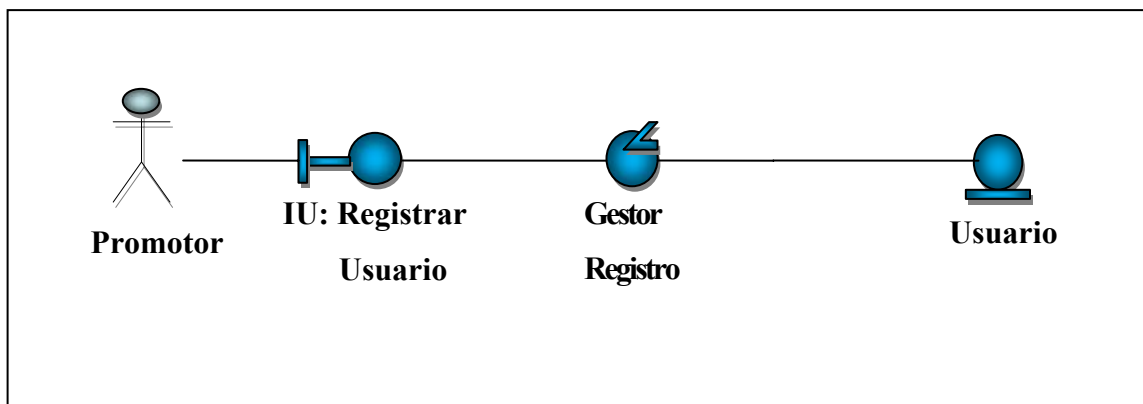 Promotor
IU: Registrar
Usuario
Gestor
Registro
Usuario